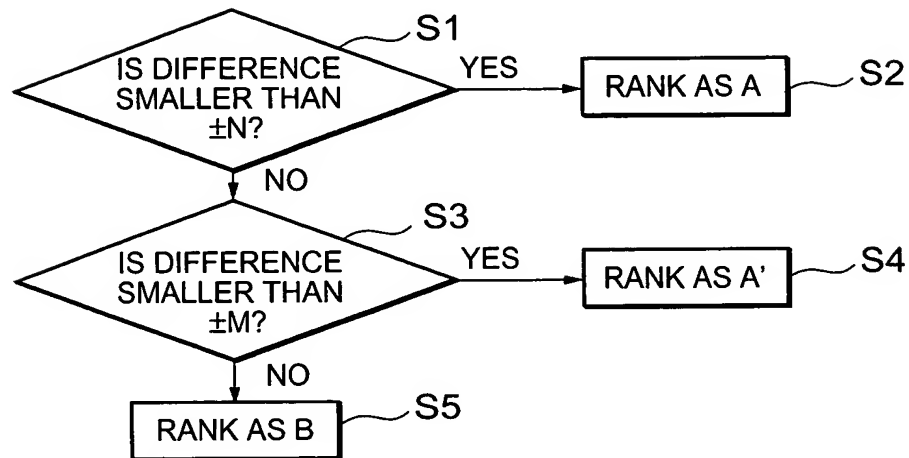 S1
IS DIFFERENCE
SMALLER THAN
±N?
YES
RANK AS A
S2
NO
S3
IS DIFFERENCE
SMALLER THAN
±M?
YES
RANK AS A'
S4
NO
RANK AS B
S5